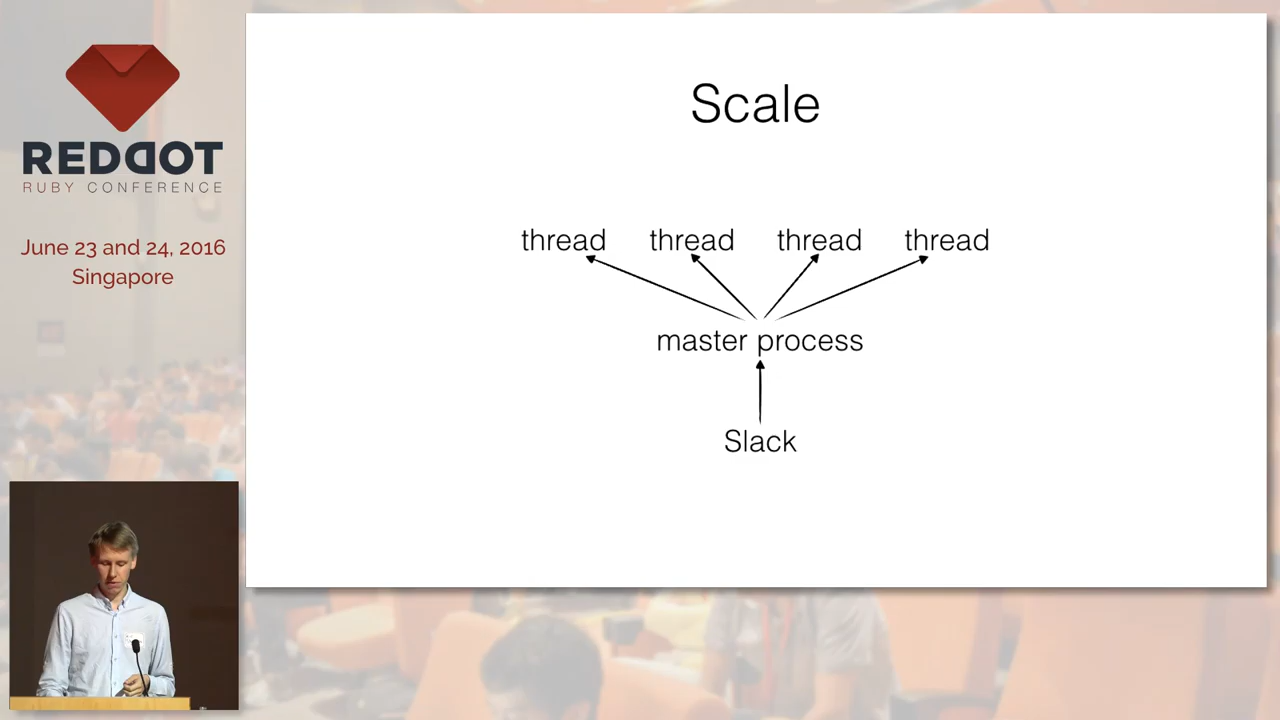 REDDOT
RUBY CONFERENCE
June 23 and 24, 2016
Singapore
Scale
thread thread thread thread
master process
Slack